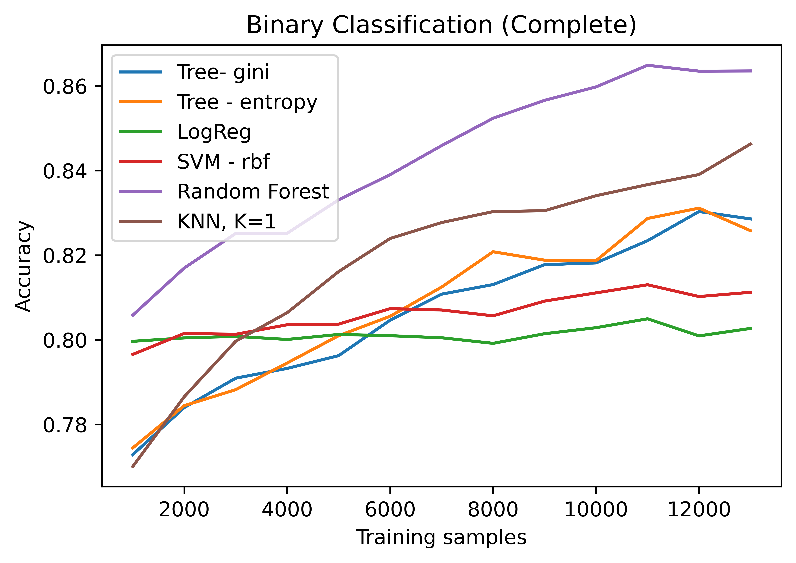 Binary Classification (Complete)
Tree- gini
Tree - entropy
LogReg
SVM - rbf
Random Forest
KNN, K=1
Accuracy
0.86
0.84
0.82
0.80
0.78
2000 4000 6000 8000 10000 12000
Training samples